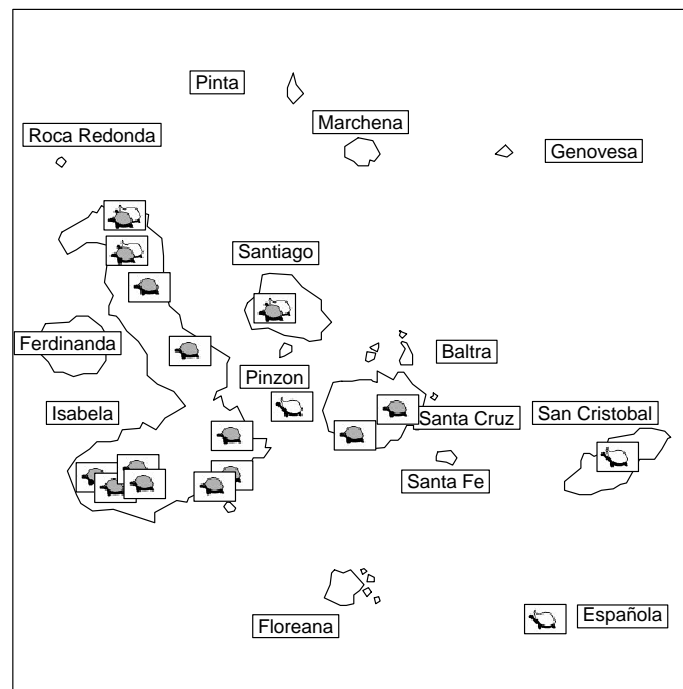 Pinta
Marchena
Roca Redonda
Genovesa
Santiago
Ferdinanda
Baltra
Pinzon
Isabela
Santa Cruz
San Cristobal
Santa Fe
Española
Floreana